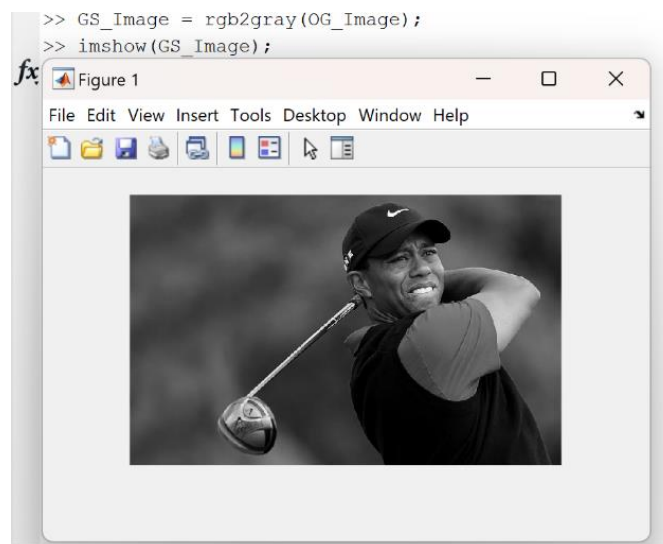 >> GS_Image = rgb2gray(OG_Image);
>> imshow(GS_Image);
fx
Figure 1
File Edit View Insert Tools Desktop Window Help